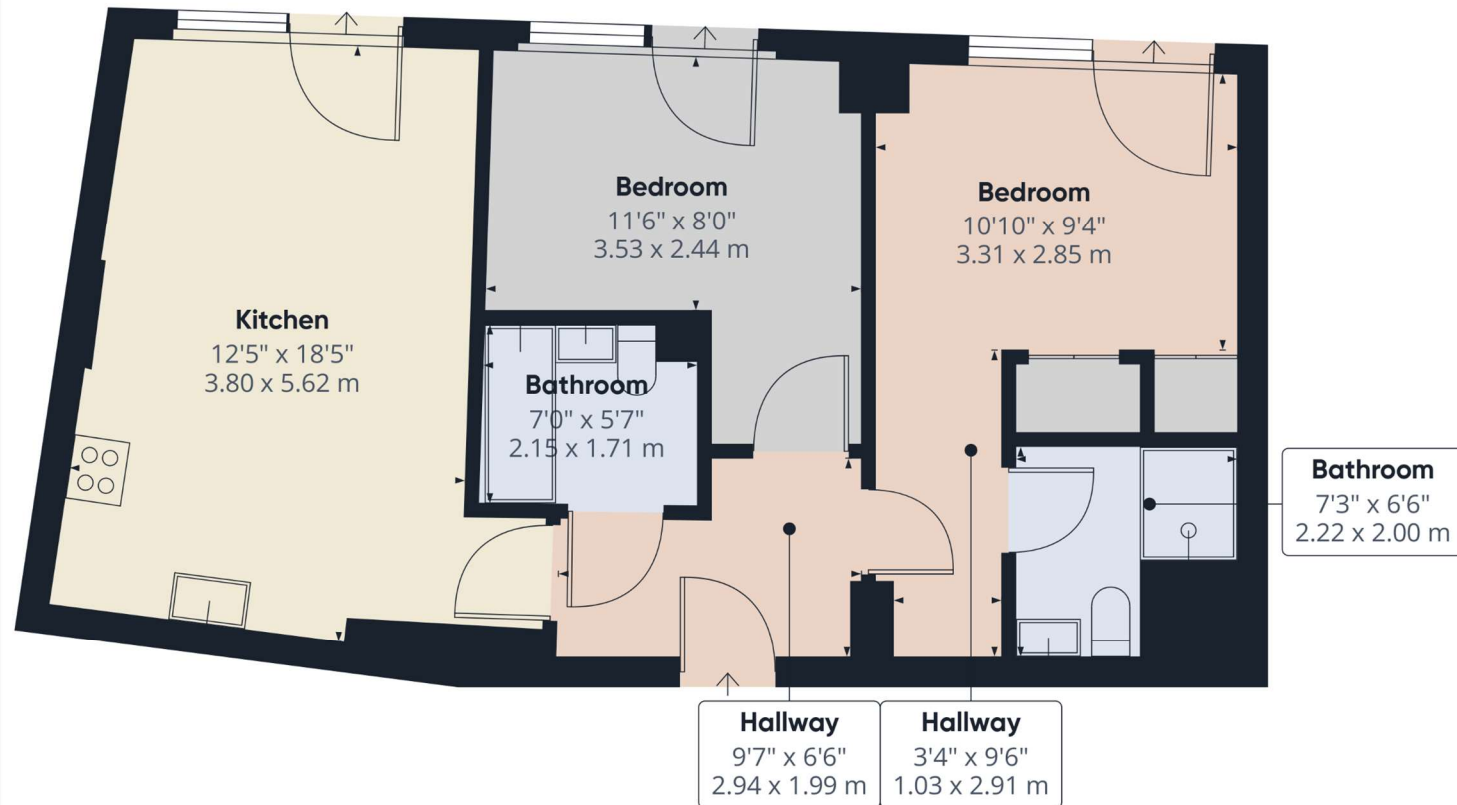 Kitchen
12'5" x 18'5"
3.80 x 5.62 m
Bedroom
11'6" x 8'0"
3.53 x 2.44 m
Bedroom
10'10" x 9'4"
3.31 x 2.85 m
Bathroom
7'0" x 5'7"
2.15 x 1.71 m
Bathroom
7'3" x 6'6"
2.22 x 2.00 m
Hallway
9'7" x 6'6"
2.94 x 1.99 m
Hallway
3'4" x 9'6"
1.03 x 2.91 m